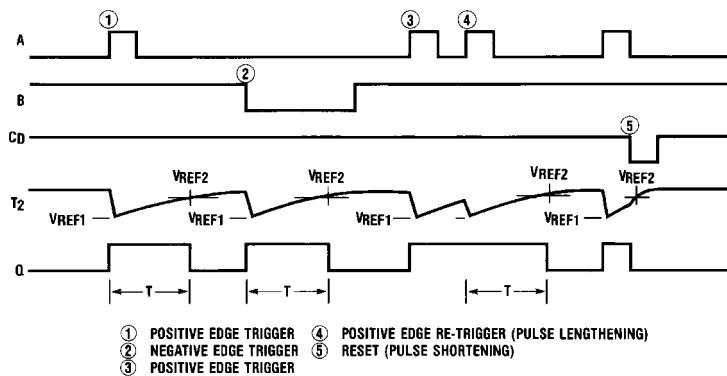 ① ③ ④
A
②
B
CD
⑤
VREF2 VREF2 VREF2 VREF2
T2
VREF1 VREF1 VREF1 VREF1
Q
T T T
① POSITIVE EDGE TRIGGER ④ POSITIVE EDGE RE-TRIGGER (PULSE LENGTHENING)
② NEGATIVE EDGE TRIGGER ⑤ RESET (PULSE SHORTENING)
③ POSITIVE EDGE TRIGGER